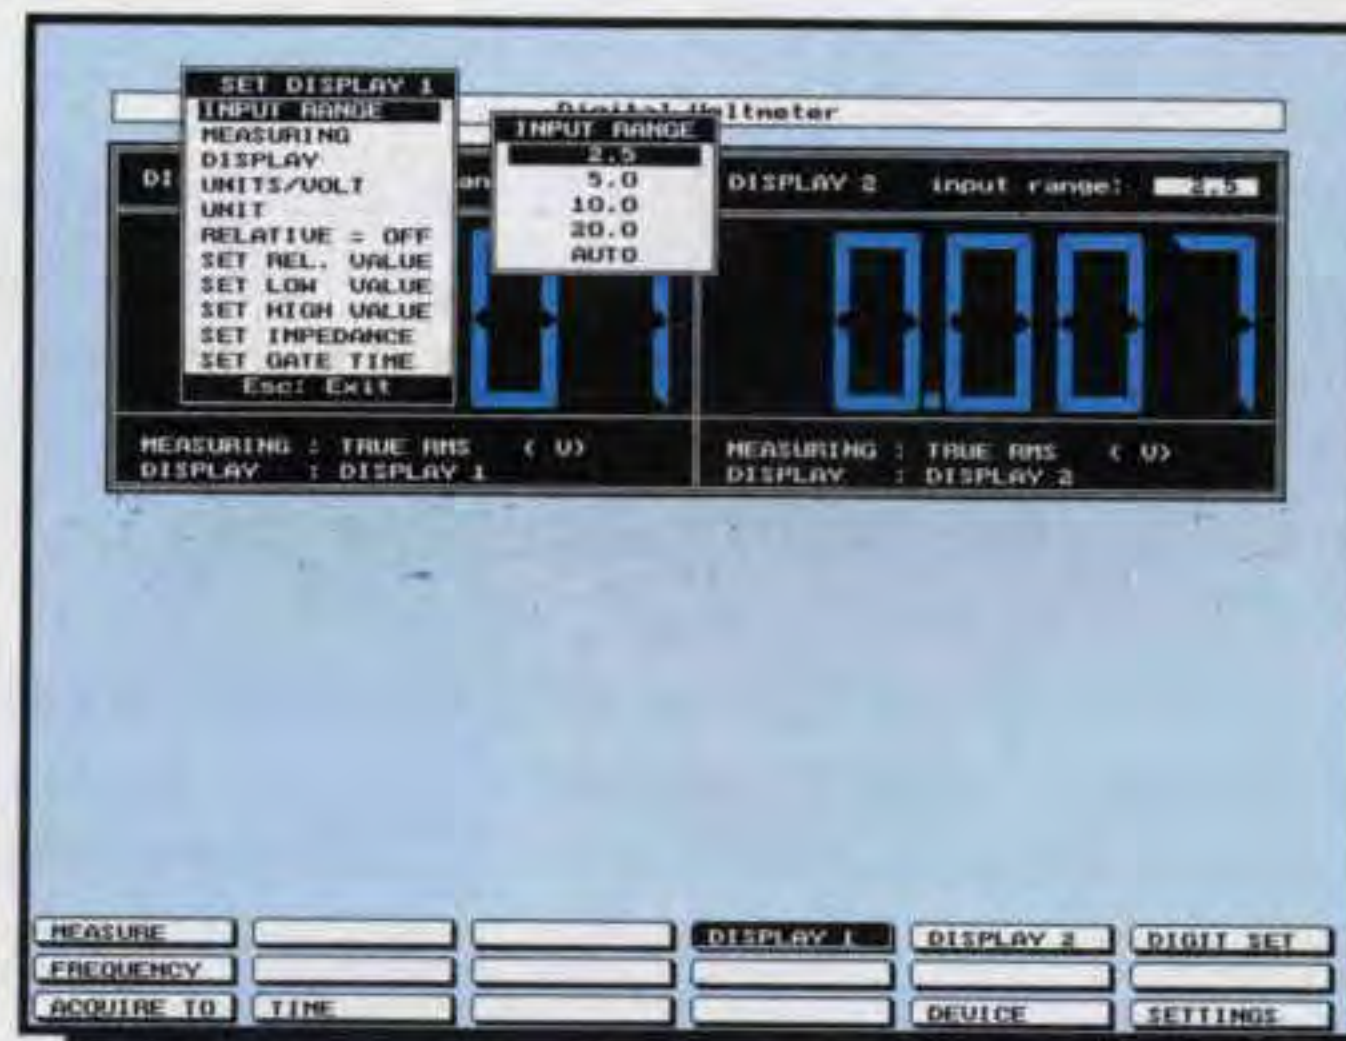 SET DISPLAY 1
INPUT RANGE
MEASURING
DISPLAY
UNITS/VOLT
UNIT
RELATIVE = OFF
SET REL. VALUE
SET LOW VALUE
SET HIGH VALUE
SET IMPEDANCE
SET GATE TIME
Esc: Exit
Digital Voltmeter
INPUT RANGE
2.5
5.0
10.0
20.0
AUTO
DISPLAY 2 input range: 2.5
01
0.007
MEASURING : TRUE RMS ( V)
DISPLAY : DISPLAY 1
MEASURING : TRUE RMS ( V)
DISPLAY : DISPLAY 2
MEASURE DISPLAY 1 DISPLAY 2 DIGIT SET
FREQUENCY
ACQUIRE TO TIME DEVICE SETTINGS